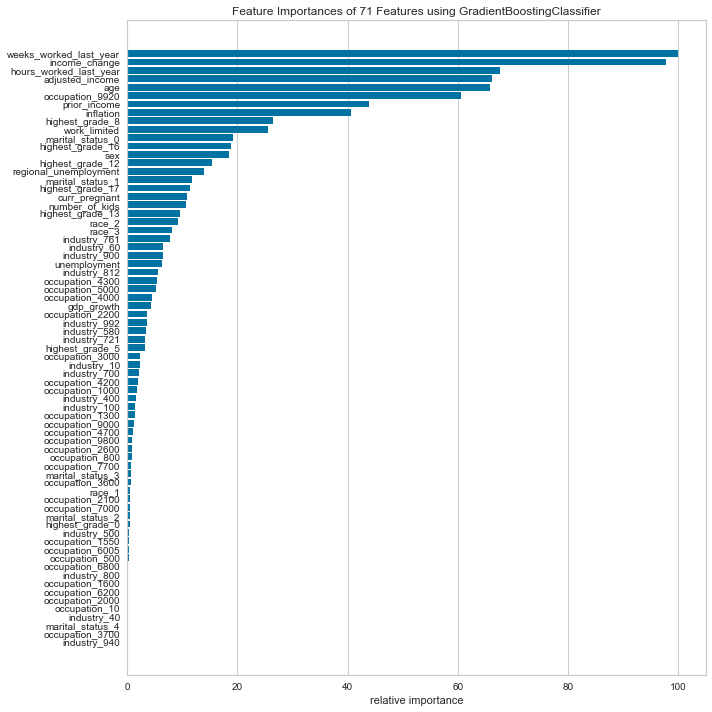 Feature Importances of 71 Features using GradientBoostingClassifier
weeks_worked_last_year
income_change
hours_worked_last_year
adjusted_income
age
occupation_9920
prior_income
inflation
highest_grade_8
work_limited
marital_status_0
highest_grade_16
sex
highest_grade_12
regional_unemployment
marital_status_1
highest_grade_17
curr_pregnant
number_of_kids
highest_grade_13
race_2
race_3
industry_761
industry_60
industry_900
unemployment
industry_812
occupation_4300
occupation_5000
occupation_4000
gdp_growth
occupation_2200
industry_992
industry_580
industry_721
highest_grade_5
occupation_3000
industry_10
industry_700
occupation_4200
occupation_1000
industry_400
industry_100
occupation_1300
occupation_9000
occupation_4700
occupation_9800
occupation_2600
occupation_800
occupation_7700
marital_status_3
occupation_3600
race_1
occupation_2100
occupation_7000
marital_status_2
highest_grade_0
industry_500
occupation_1550
occupation_6005
occupation_500
occupation_6800
industry_800
occupation_1600
occupation_6200
occupation_2000
occupation_10
industry_40
marital_status_4
occupation_3700
industry_940
0 20 40 60 80 100
relative importance